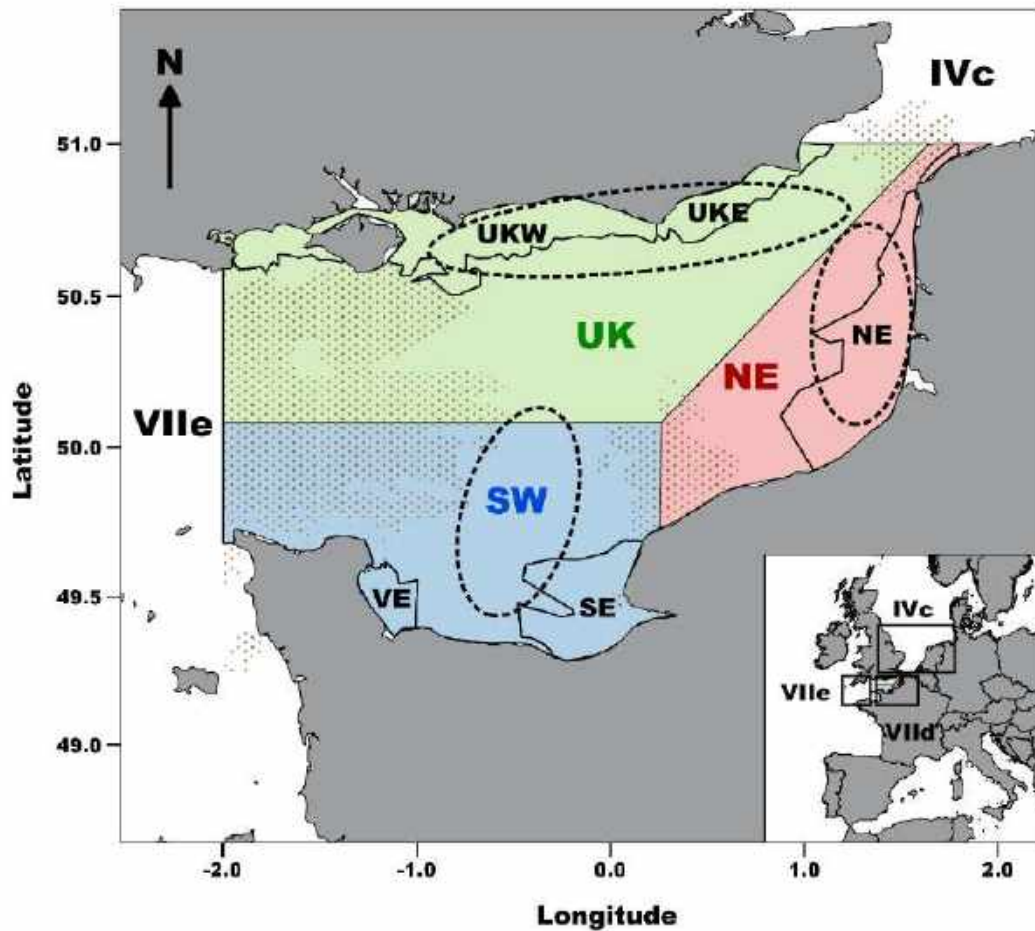 N
IVc
51.0
UKW
UKE
50.5
UK
NE
NE
VIIe
50.0
Latitude
SW
49.5
VE
SE
IVc
VIIe
VIId
49.0
-2.0
-1.0
0.0
1.0
2.0
Longitude